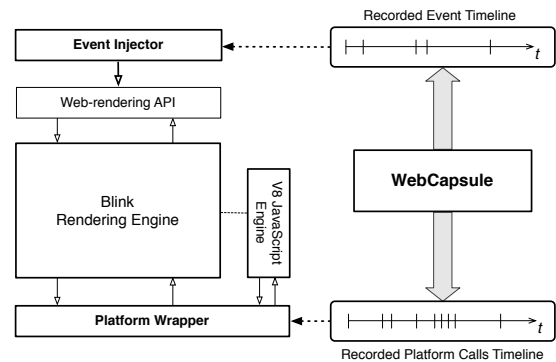 Recorded Event Timeline
Event Injector
t
Web-rendering API
Blink
Rendering Engine
V8 JavaScript
Engine
WebCapsule
Platform Wrapper
t
Recorded Platform Calls Timeline